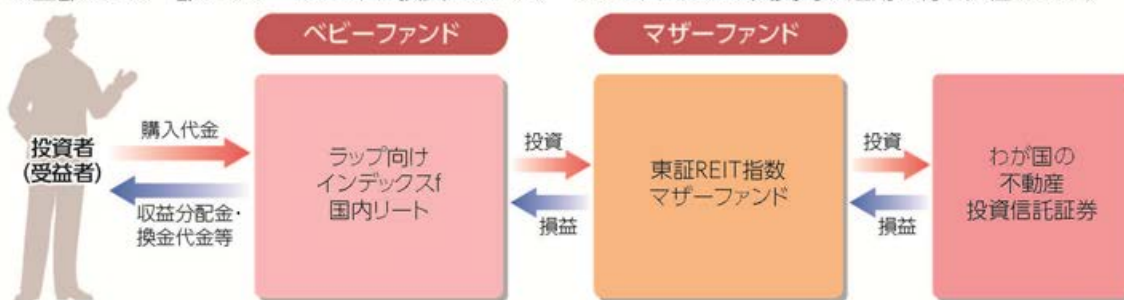 ベビーファンド
マザーファンド
投資者
(受益者)
購入代金
収益分配金・
換金代金等
ラップ向け
インデックスf
国内リート
投資
損益
東証REIT指数
マザーファンド
投資
損益
わが国の
不動産
投資信託証券